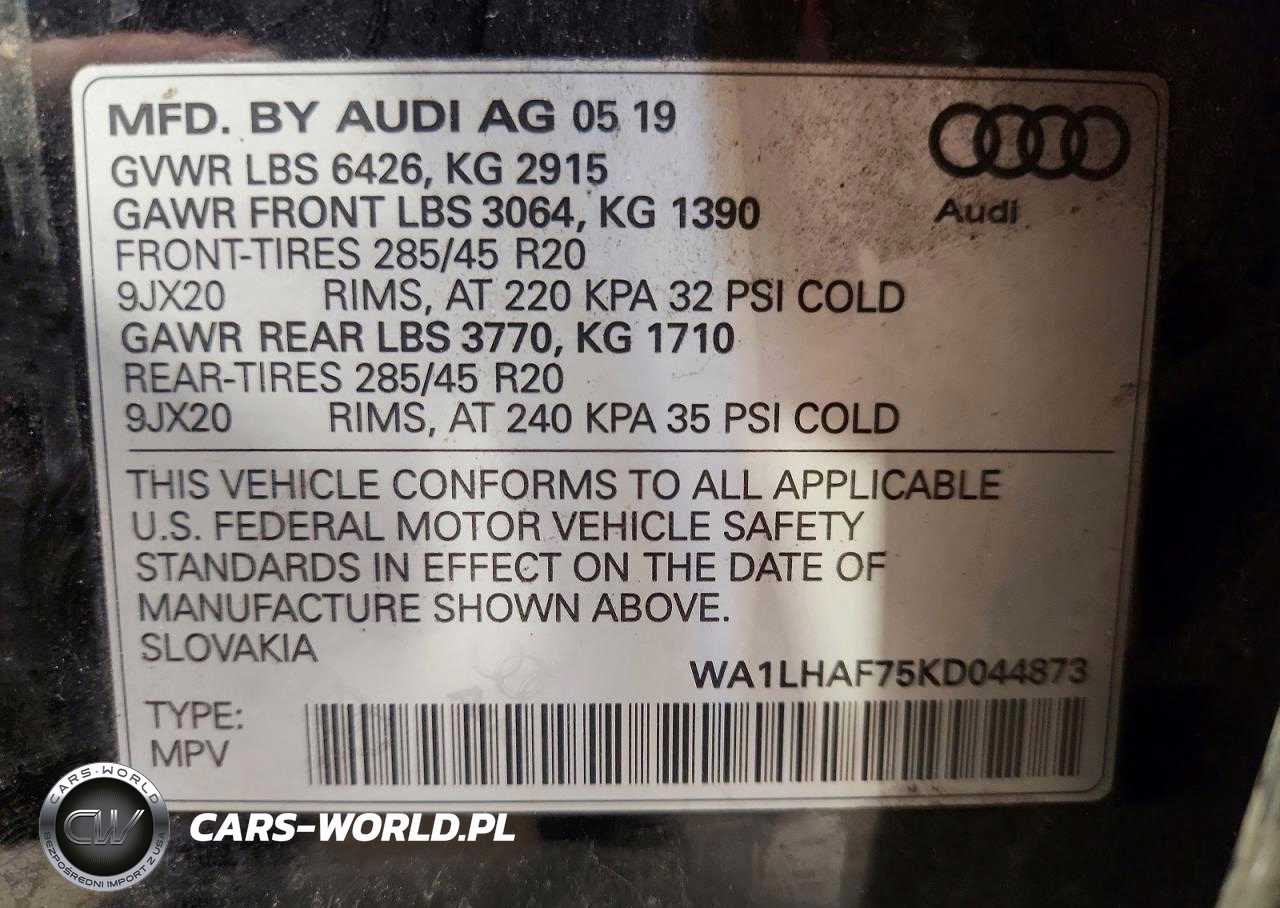 MFD. BY AUDI AG 05 19
GVWR LBS 6426, KG 2915
GAWR FRONT LBS 3064, KG 1390
FRONT-TIRES 285/45 R20
9JX20 RIMS, AT 220 KPA 32 PSI COLD
GAWR REAR LBS 3770, KG 1710
REAR-TIRES 285/45 R20
9JX20 RIMS, AT 240 KPA 35 PSI COLD
Audi
THIS VEHICLE CONFORMS TO ALL APPLICABLE
U.S. FEDERAL MOTOR VEHICLE SAFETY
STANDARDS IN EFFECT ON THE DATE OF
MANUFACTURE SHOWN ABOVE.
SLOVAKIA
WA1LHAF75KD044873
TYPE:
MPV
CARS-WORLD
CW
BEZPOŚREDNI IMPORT Z USA
CARS-WORLD.PL